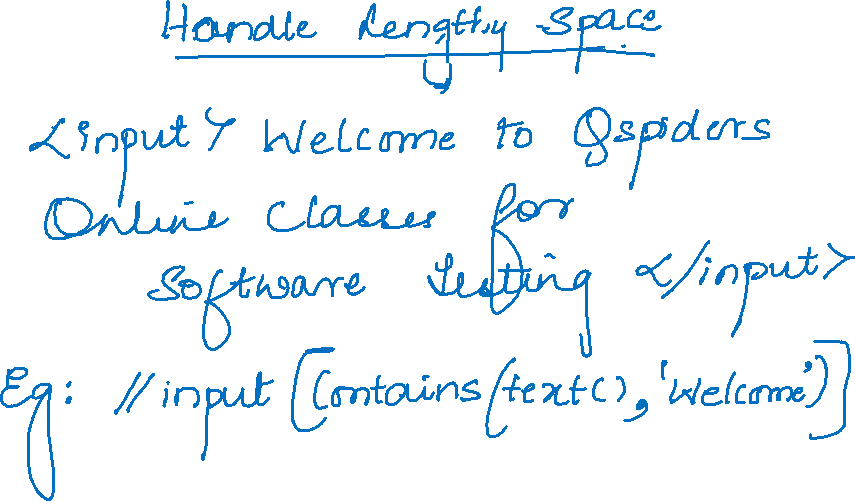 Handle Lengthy Space
<input> Welcome to Qspiders
Online Classes for
Software Testing </input>
Eg: //input[Contains(text(),'Welcome')]